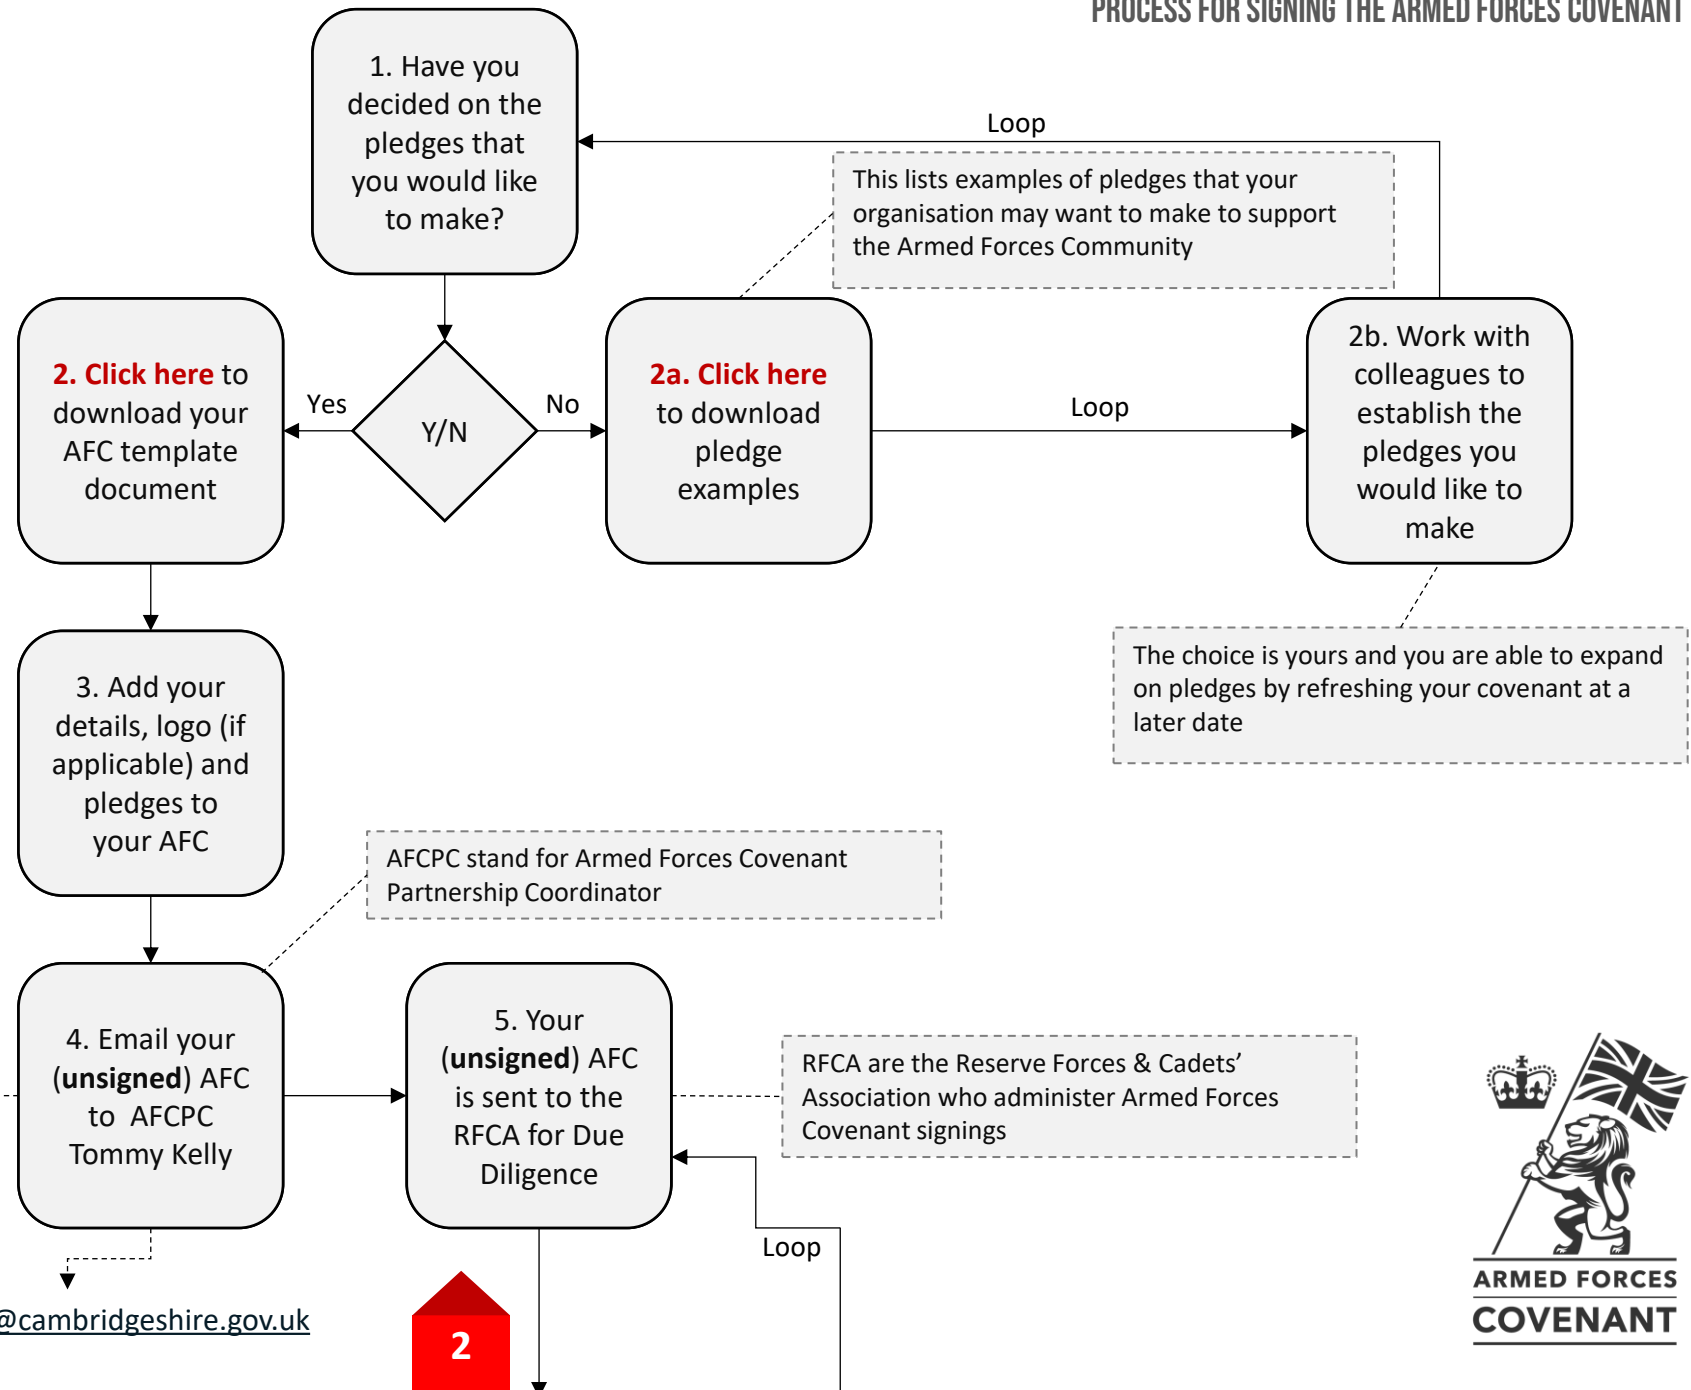 PROCESS FOR SIGNING THE ARMED FORCES COVENANT
1. Have you
decided on the
pledges that
you would like
to make?
Loop
This lists examples of pledges that your
organisation may want to make to support
the Armed Forces Community
2. Click here to
download your
AFC template
document
Yes
Y/N
No
2a. Click here
to download
pledge
examples
Loop
2b. Work with
colleagues to
establish the
pledges you
would like to
make
The choice is yours and you are able to expand
on pledges by refreshing your covenant at a
later date
3. Add your
details, logo (if
applicable) and
pledges to
your AFC
AFCPC stand for Armed Forces Covenant
Partnership Coordinator
4. Email your
(unsigned) AFC
to AFCPC
Tommy Kelly
5. Your
(unsigned) AFC
is sent to the
RFCA for Due
Diligence
RFCA are the Reserve Forces & Cadets’
Association who administer Armed Forces
Covenant signings
Loop
@cambridgeshire.gov.uk
2
ARMED FORCES
COVENANT